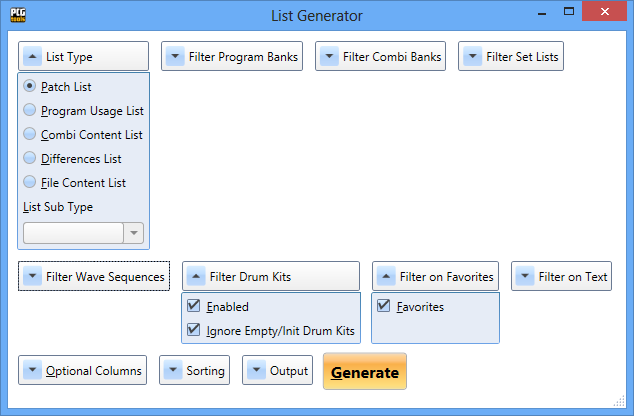 PCG
TOOLS
List Generator
List Type
Filter Program Banks
Filter Combi Banks
Filter Set Lists
Patch List
Program Usage List
Combi Content List
Differences List
File Content List
List Sub Type
Filter Wave Sequences
Filter Drum Kits
Filter on Favorites
Filter on Text
Enabled
Favorites
Ignore Empty/Init Drum Kits
Optional Columns
Sorting
Output
Generate